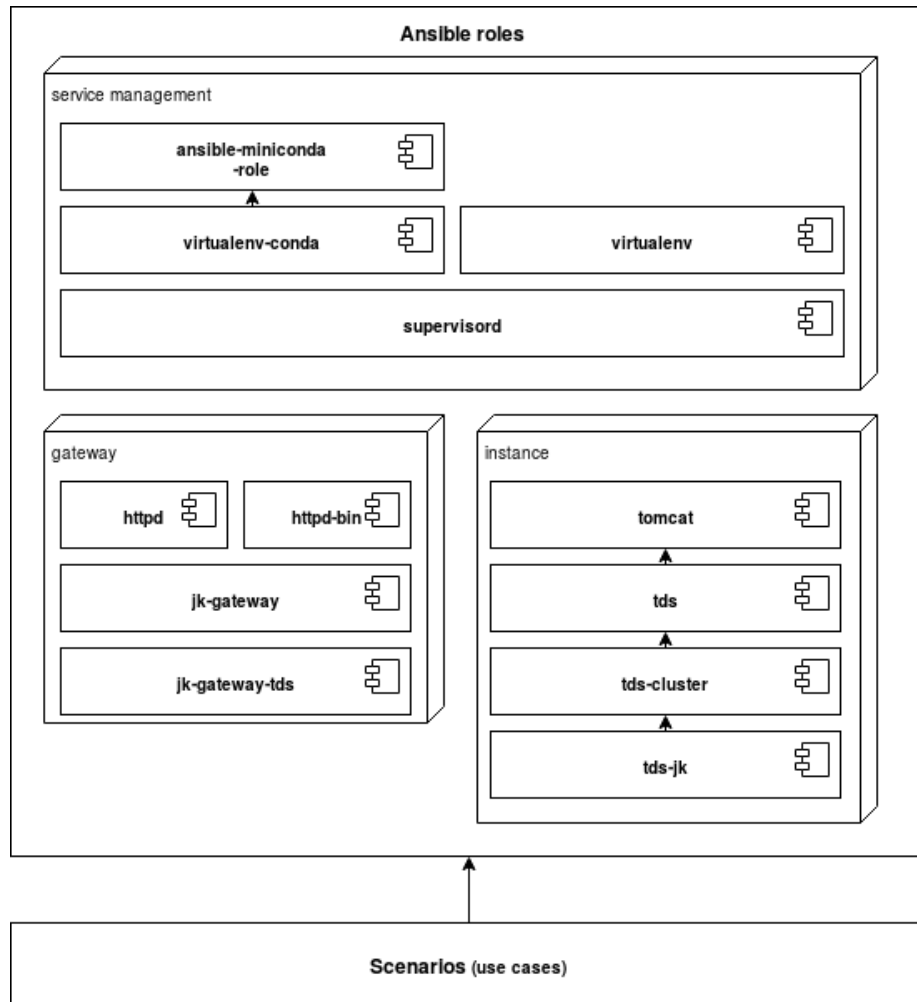 Ansible roles
service management
ansible-miniconda
-role
virtualenv-conda
virtualenv
supervisord
gateway
httpd
httpd-bin
jk-gateway
jk-gateway-tds
instance
tomcat
tds
tds-cluster
tds-jk
Scenarios (use cases)